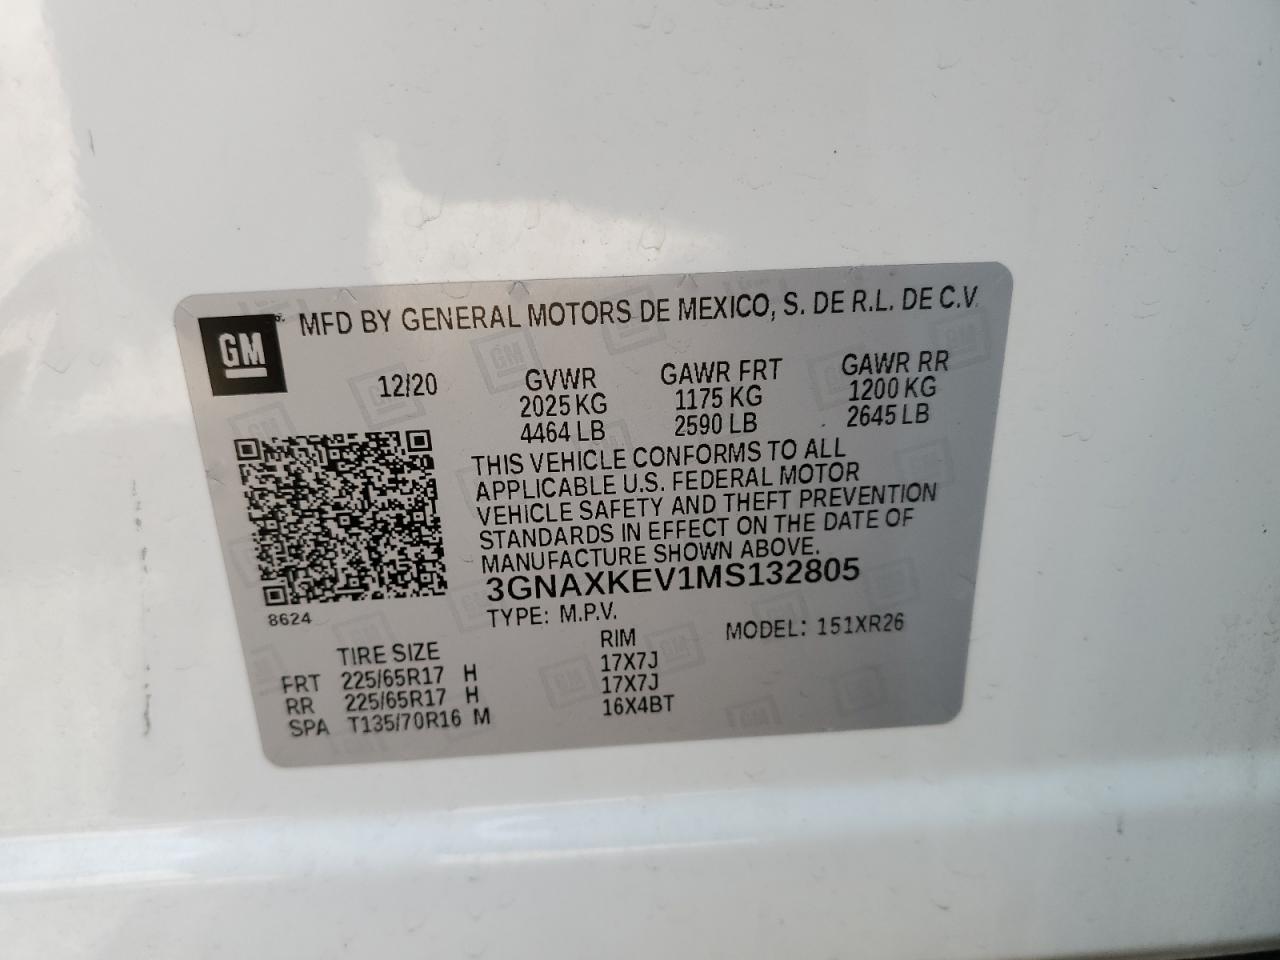 GM
MFD BY GENERAL MOTORS DE MEXICO, S. DE R.L. DE C.V.
12/20
GVWR GAWR FRT GAWR RR
2025 KG 1175 KG 1200 KG
4464 LB 2590 LB 2645 LB
THIS VEHICLE CONFORMS TO ALL
APPLICABLE U.S. FEDERAL MOTOR
VEHICLE SAFETY AND THEFT PREVENTION
STANDARDS IN EFFECT ON THE DATE OF
MANUFACTURE SHOWN ABOVE.
3GNAXKEV1MS132805
8624
TYPE: M.P.V. MODEL: 151XR26
TIRE SIZE RIM
FRT 225/65R17 H 17X7J
RR 225/65R17 H 17X7J
SPA T135/70R16 M 16X4BT